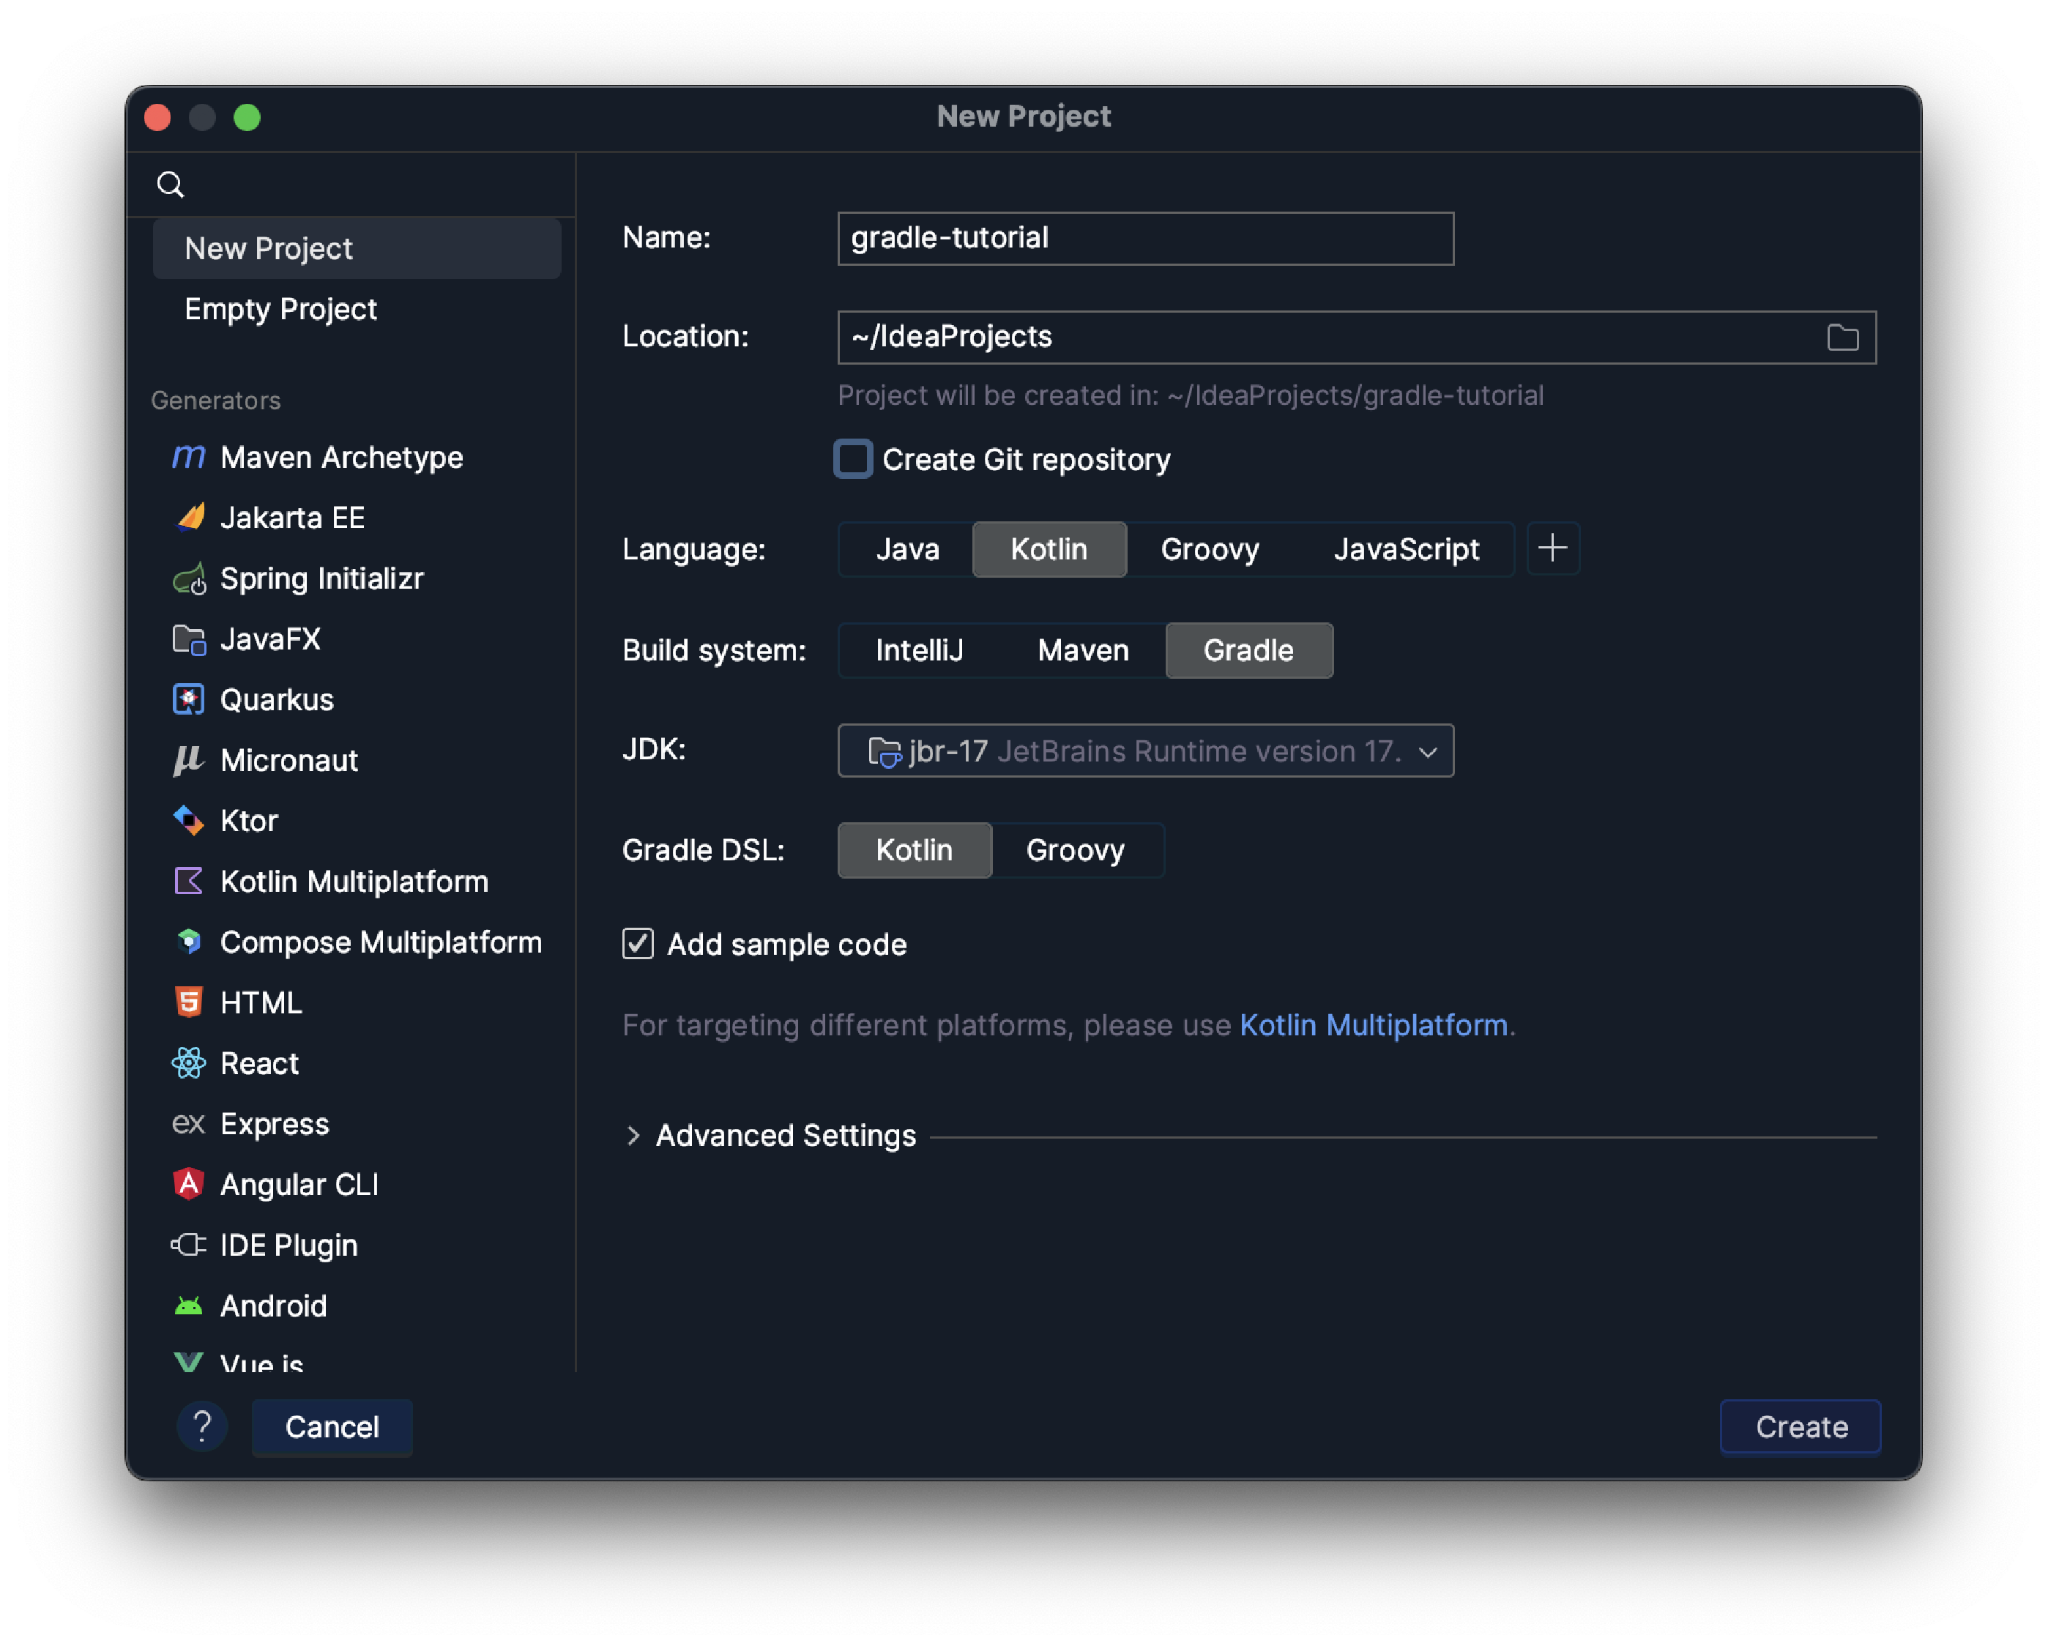 New Project
New Project
Empty Project
Generators
Maven Archetype
Jakarta EE
Spring Initializr
JavaFX
Quarkus
Micronaut
Ktor
Kotlin Multiplatform
Compose Multiplatform
HTML
React
ex Express
Angular CLI
IDE Plugin
Android
Vue.js
Name: gradle-tutorial
Location: ~/IdeaProjects
Project will be created in: ~/IdeaProjects/gradle-tutorial
Create Git repository
Language: Java Kotlin Groovy JavaScript
Build system: IntelliJ Maven Gradle
JDK: jbr-17 JetBrains Runtime version 17.
Gradle DSL: Kotlin Groovy
Add sample code
For targeting different platforms, please use Kotlin Multiplatform.
Advanced Settings
? Cancel Create